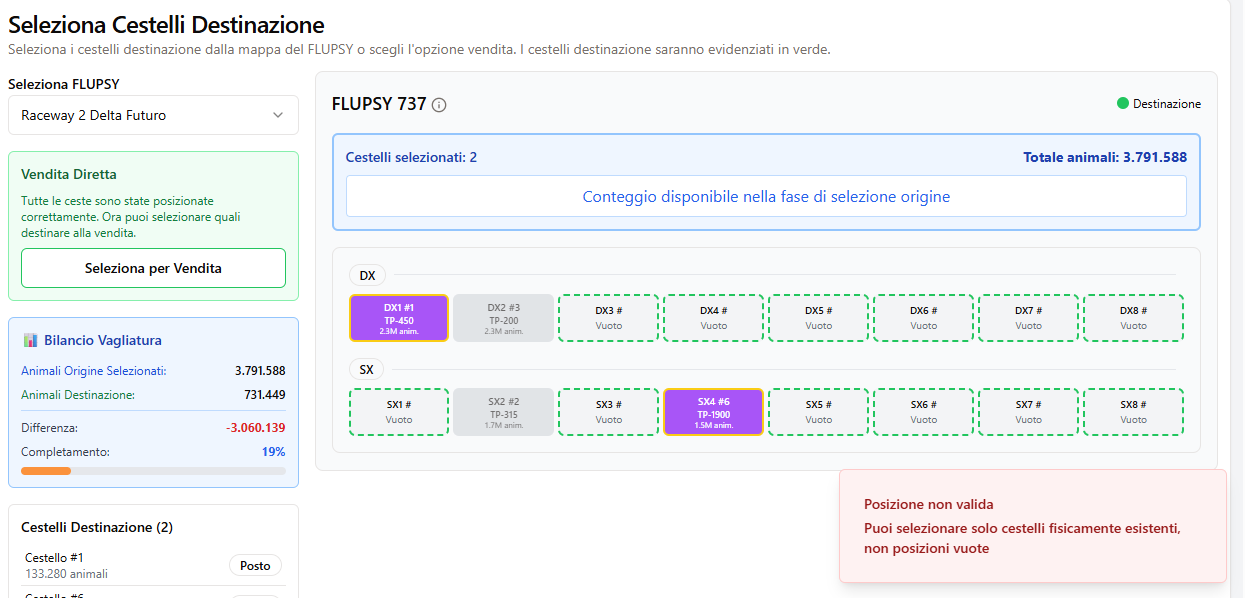 Seleziona Cestelli Destinazione
Seleziona i cestelli destinazione dalla mappa del FLUPSY o scegli l'opzione vendita. I cestelli destinazione saranno evidenziati in verde.
Seleziona FLUPSY
Raceway 2 Delta Futuro
Vendita Diretta
Tutte le ceste sono state posizionate
correttamente. Ora puoi selezionare quali
destinare alla vendita.
Seleziona per Vendita
Bilancio Vagliatura
Animali Origine Selezionati: 3.791.588
Animali Destinazione: 731.449
Differenza: -3.060.139
Completamento: 19%
Cestelli Destinazione (2)
Cestello #1
133.280 animali
Posto
Cestello #6
FLUPSY 737
Destinazione
Cestelli selezionati: 2
Totale animali: 3.791.588
Conteggio disponibile nella fase di selezione origine
DX
DX1 #1
TP-450
2.3M anim.
DX2 #3
TP-200
2.3M anim.
DX3 #
Vuoto
DX4 #
Vuoto
DX5 #
Vuoto
DX6 #
Vuoto
DX7 #
Vuoto
DX8 #
Vuoto
SX
SX1 #
Vuoto
SX2 #2
TP-315
1.7M anim.
SX3 #
Vuoto
SX4 #6
TP-1900
1.5M anim.
SX5 #
Vuoto
SX6 #
Vuoto
SX7 #
Vuoto
SX8 #
Vuoto
Posizione non valida
Puoi selezionare solo cestelli fisicamente esistenti,
non posizioni vuote